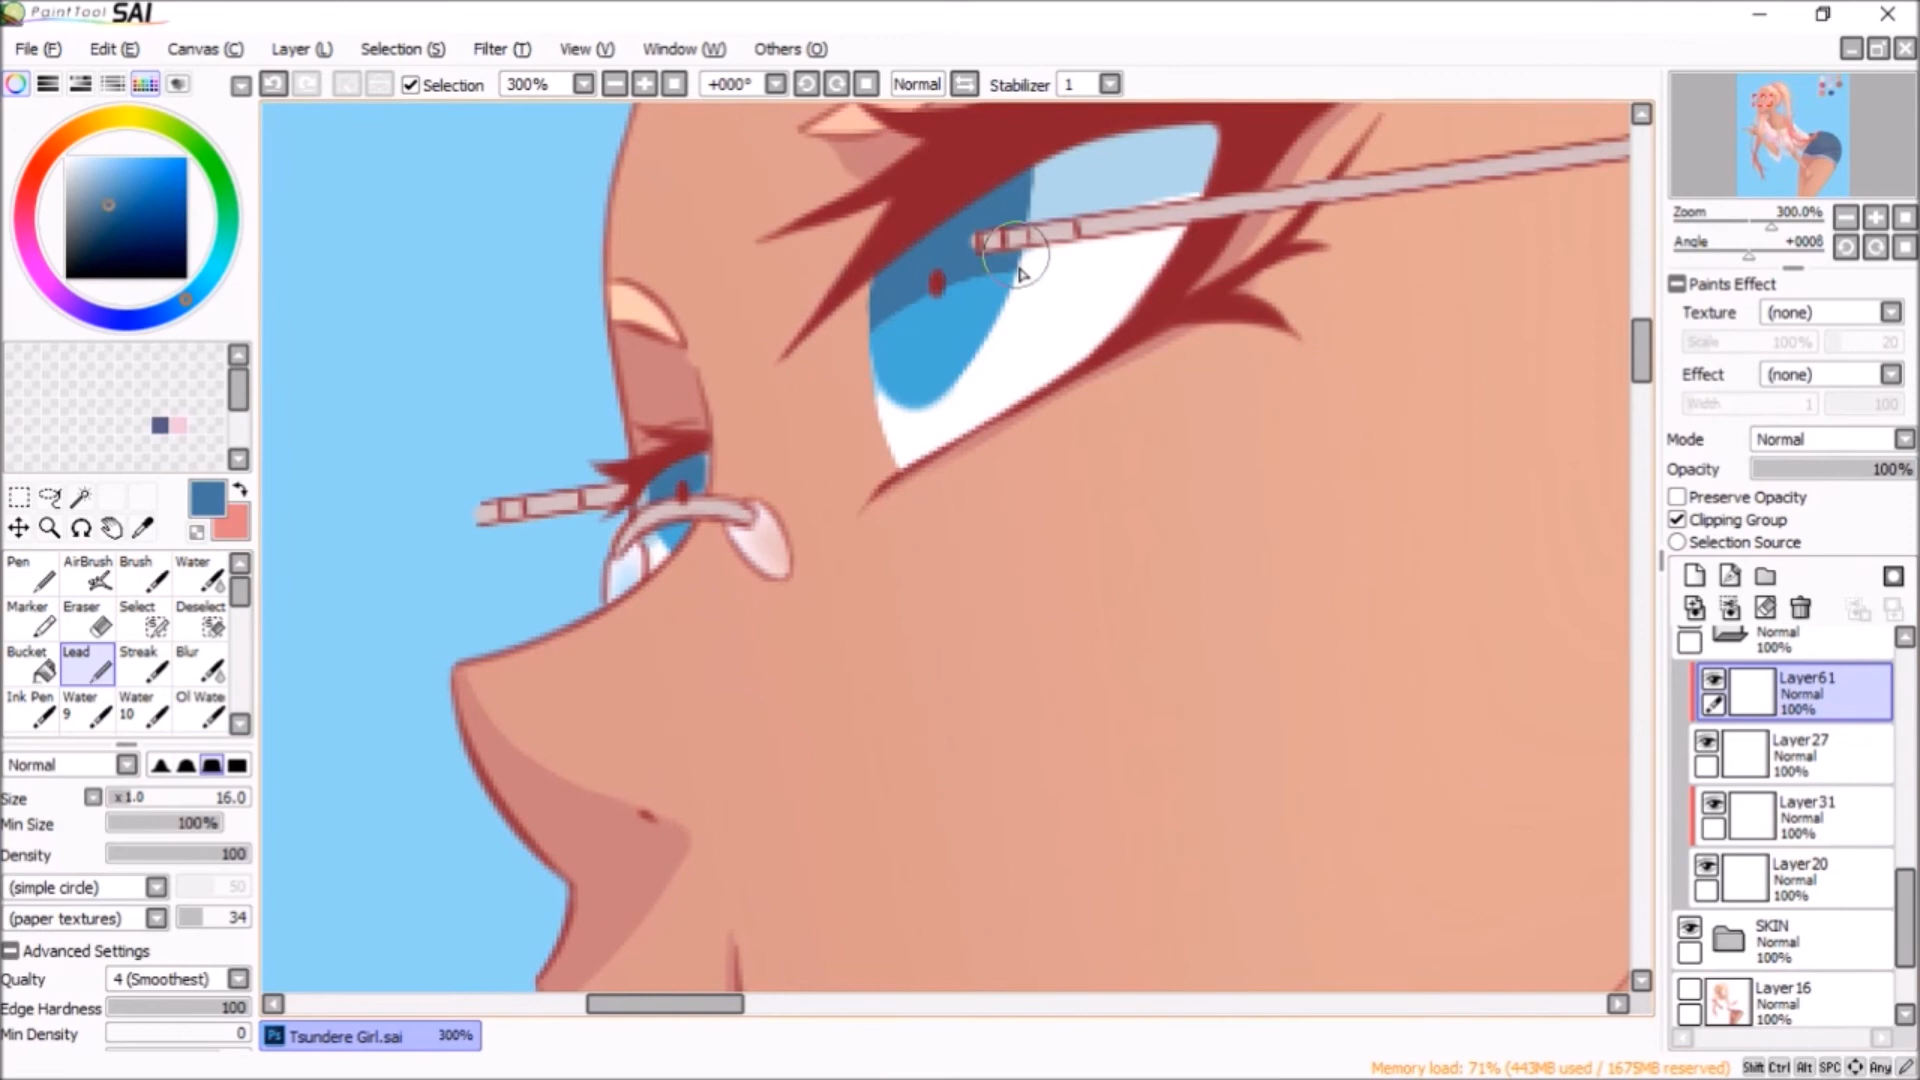 PaintTool SAI
File (F) Edit (E) Canvas (C) Layer (L) Selection (S) Filter (T) View (V) Window (W) Others (O)
Selection 300% +000° Normal Stabilizer 1
Zoom 300.0%
Angle +0008
Paints Effect
Texture (none)
Scale 100% 20
Effect (none)
Width 1 100
Mode Normal
Opacity 100%
Preserve Opacity
Clipping Group
Selection Source
Pen AirBrush Brush Water
Marker Eraser Select Deselect
Bucket Lead Streak Blur
Ink Pen Water 9 Water 10 Ol Wate
Normal
Size x1.0 16.0
Min Size 100%
Density 100
(simple circle) 50
(paper textures) 34
Advanced Settings
Qualty 4 (Smoothest)
Edge Hardness 100
Min Density 0
Normal
100%
Layer61
Normal
100%
Layer27
Normal
100%
Layer31
Normal
100%
Layer20
Normal
100%
SKIN
Normal
100%
Layer16
Normal
100%
Ps Tsundere Girl.sai 300%
Memory load: 71% (443MB used / 1675MB reserved) Shift Ctrl Alt SPC Any